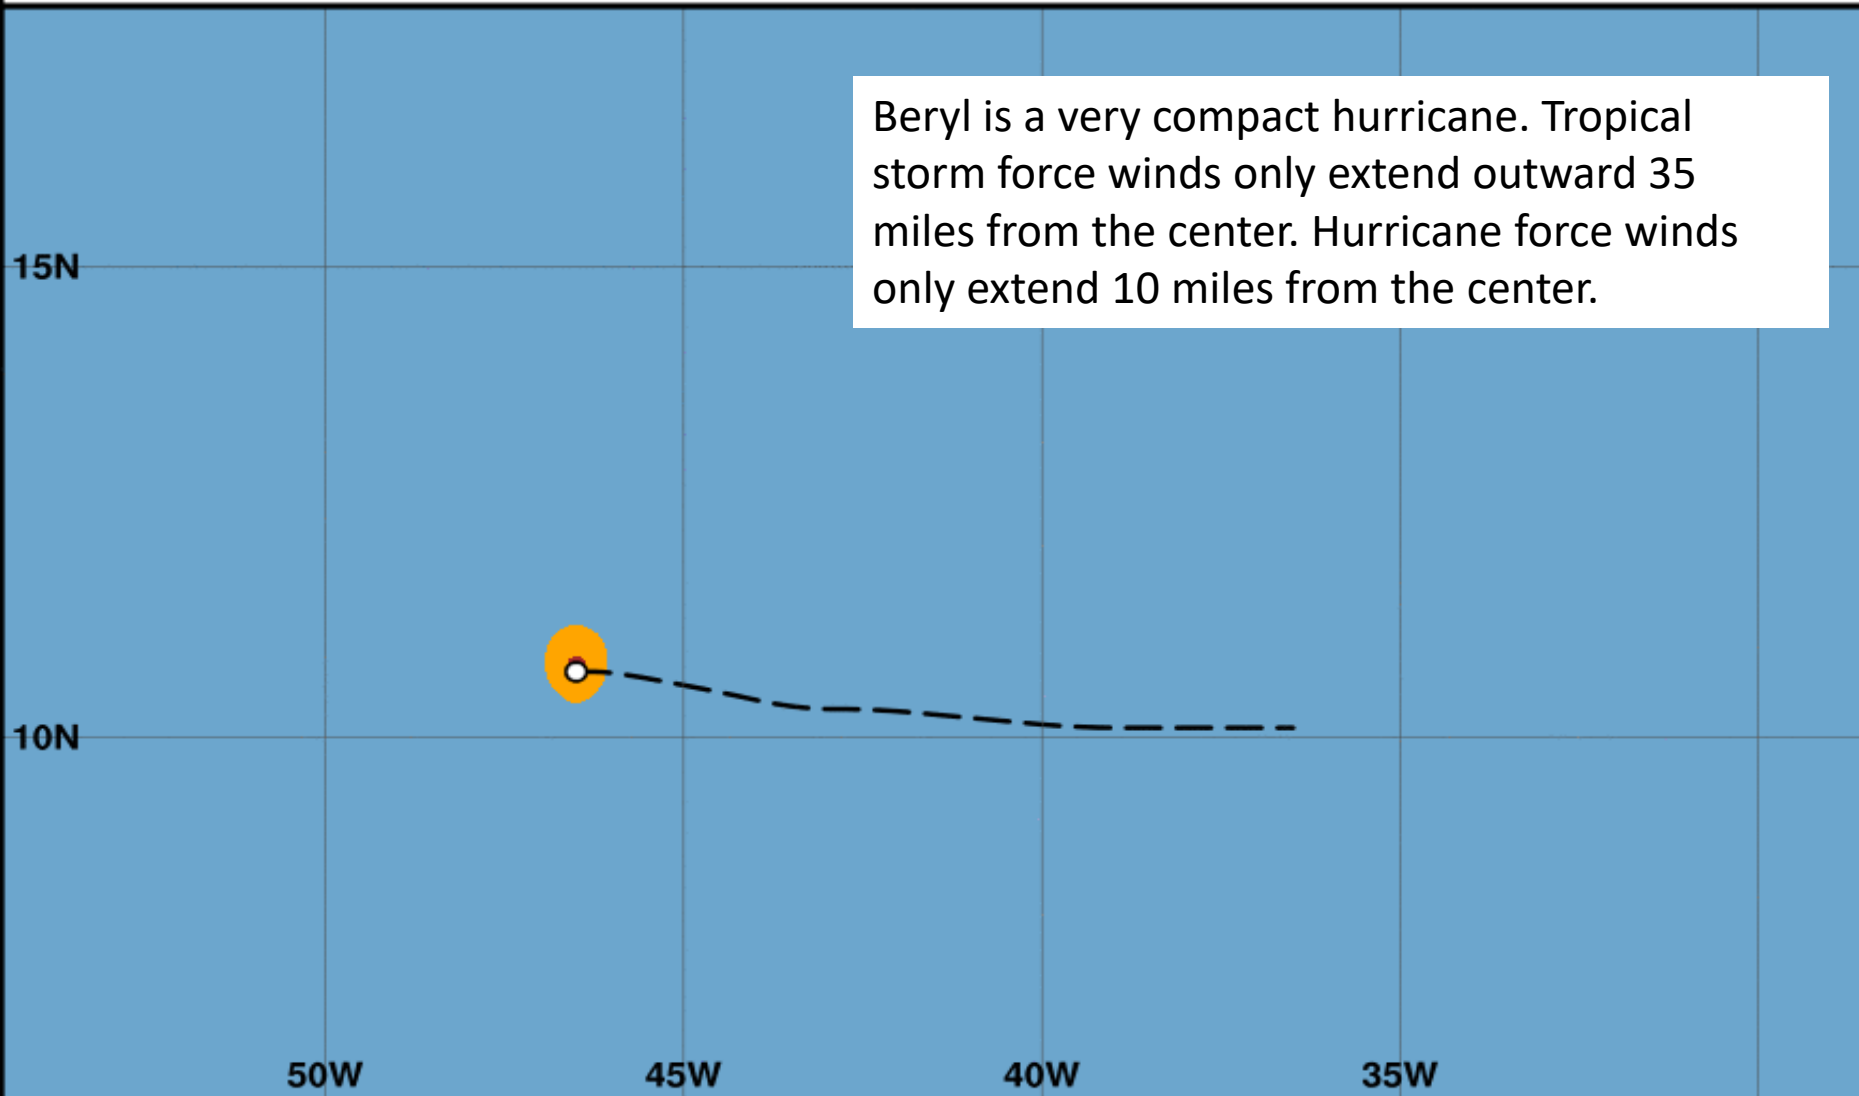 Beryl is a very compact hurricane. Tropical
storm force winds only extend outward 35
miles from the center. Hurricane force winds
only extend 10 miles from the center.
15N
10N
50W 45W 40W 35W